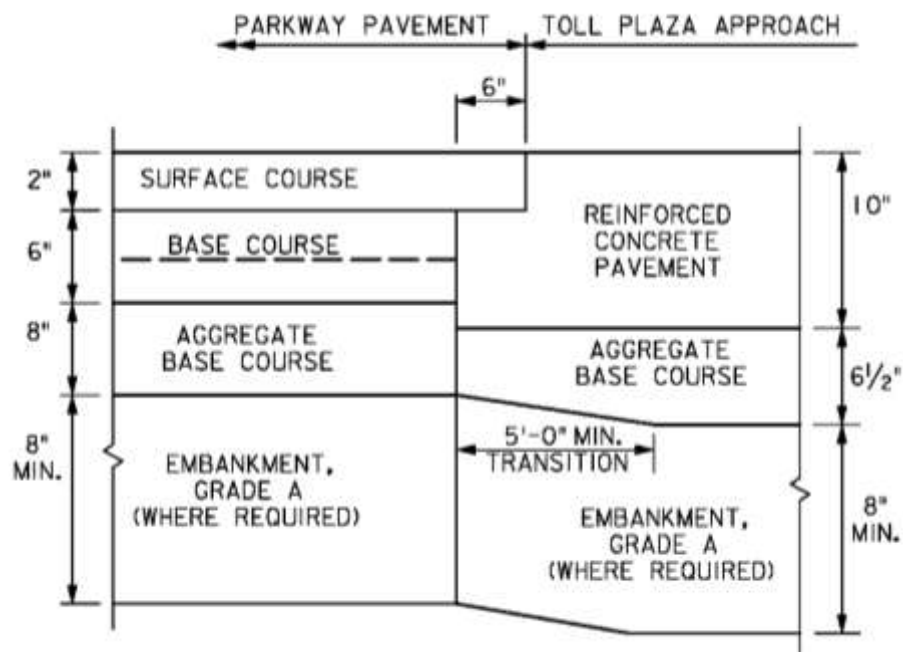 PARKWAY PAVEMENT
TOLL PLAZA APPROACH
6"
2"
SURFACE COURSE
6"
BASE COURSE
REINFORCED
CONCRETE
PAVEMENT
10"
8"
AGGREGATE
BASE COURSE
AGGREGATE
BASE COURSE
6½"
8"
MIN.
5'-0" MIN.
TRANSITION
EMBANKMENT,
GRADE A
(WHERE REQUIRED)
EMBANKMENT,
GRADE A
(WHERE REQUIRED)
8"
MIN.